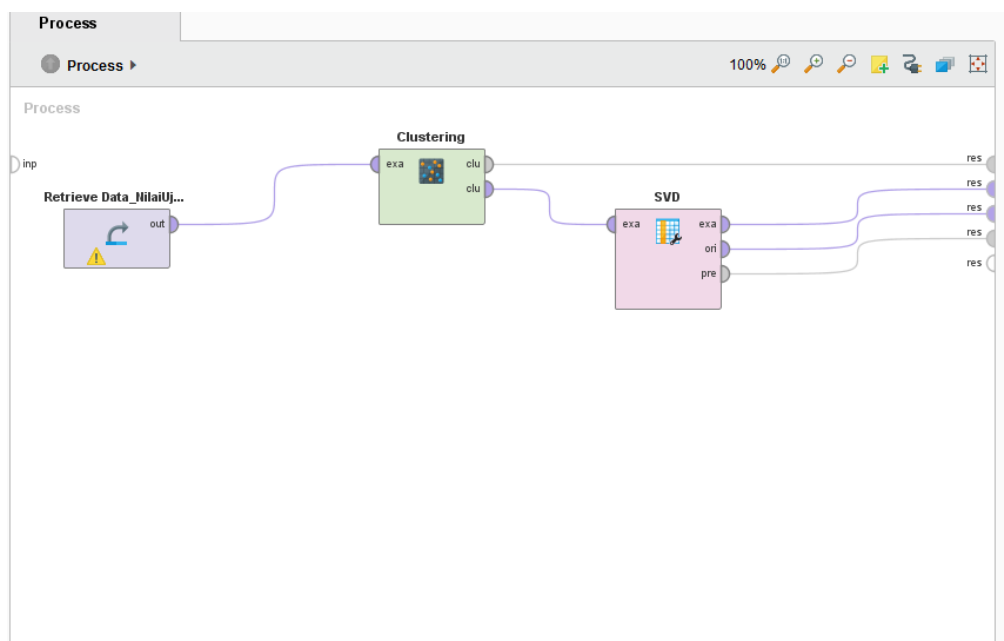 Process
Process
100%
Process
inp
Retrieve Data_NilaiUj...
out
Clustering
exa clu
clu
SVD
exa exa
ori
pre
res
res
res
res
res